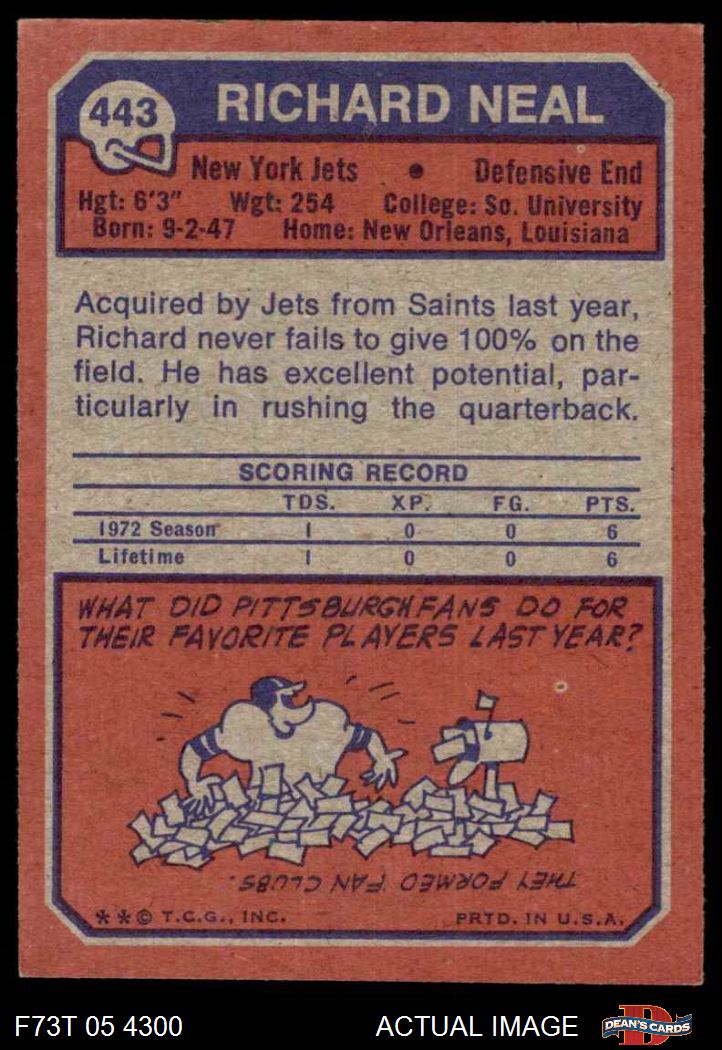 443
RICHARD NEAL
New York Jets • Defensive End
Hgt: 6'3" Wgt: 254 College: So. University
Born: 9-2-47 Home: New Orleans, Louisiana
Acquired by Jets from Saints last year,
Richard never fails to give 100% on the
field. He has excellent potential, par-
ticularly in rushing the quarterback.
SCORING RECORD
TDS. XP. FG. PTS.
1972 Season 1 0 0 6
Lifetime 1 0 0 6
WHAT DID PITTSBURGH FANS DO FOR
THEIR FAVORITE PLAYERS LAST YEAR?
THEY FORMED FAN CLUBS.
**© T.C.G., INC. PRTD. IN U.S.A.
F73T 05 4300 ACTUAL IMAGE D DEAN'S CARDS